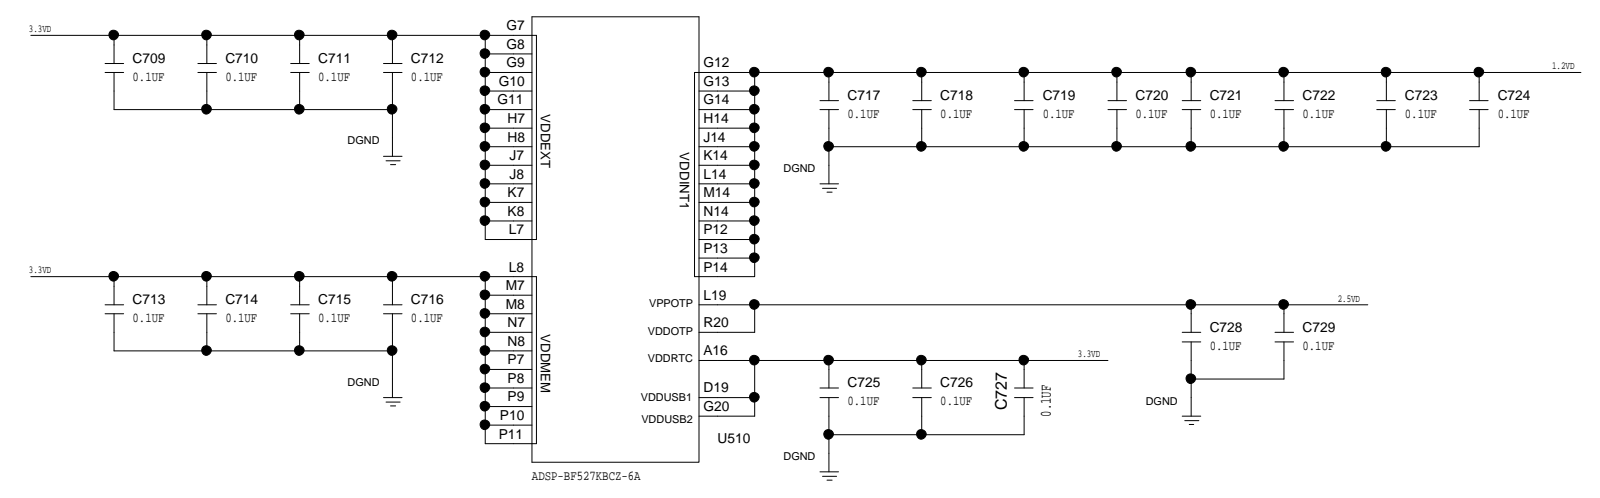 3.3VD
C709
0.1UF
C710
0.1UF
C711
0.1UF
C712
0.1UF
DGND
G7
G8
G9
G10
G11
H7
H8
J7
J8
K7
K8
L7
VDDEXT
3.3VD
C713
0.1UF
C714
0.1UF
C715
0.1UF
C716
0.1UF
DGND
L8
M7
M8
N7
N8
P7
P8
P9
P10
P11
VDDMEM
G12
G13
G14
H14
J14
K14
L14
M14
N14
P12
P13
P14
VDDINT1
1.2VD
C717
0.1UF
C718
0.1UF
C719
0.1UF
C720
0.1UF
C721
0.1UF
C722
0.1UF
C723
0.1UF
C724
0.1UF
DGND
VPPOTP L19
VDDOTP R20
VDDRTC A16
VDDUSB1 D19
VDDUSB2 G20
2.5VD
C728
0.1UF
C729
0.1UF
DGND
3.3VD
C725
0.1UF
C726
0.1UF
C727
0.1UF
DGND
U510
ADSP-BF527KBCZ-6A